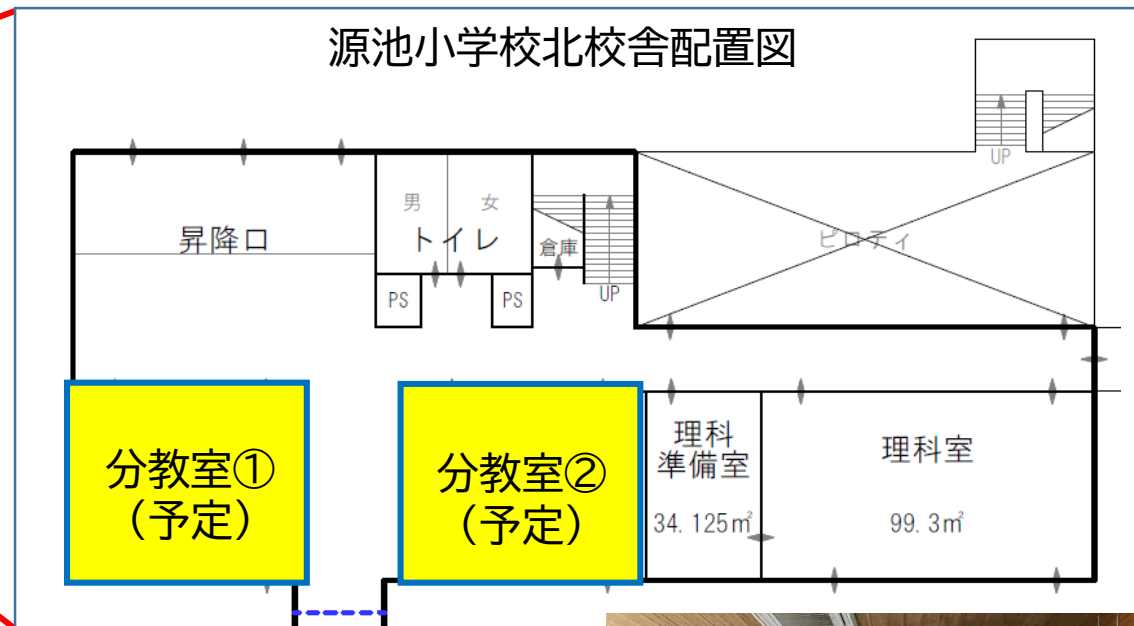 源池小学校北校舎配置図
UP
男 女
昇降口
トイレ
倉庫
ピロティ
PS
PS
UP
分教室①
（予定）
分教室②
（予定）
理科
準備室
34.125㎡
理科室
99.3㎡